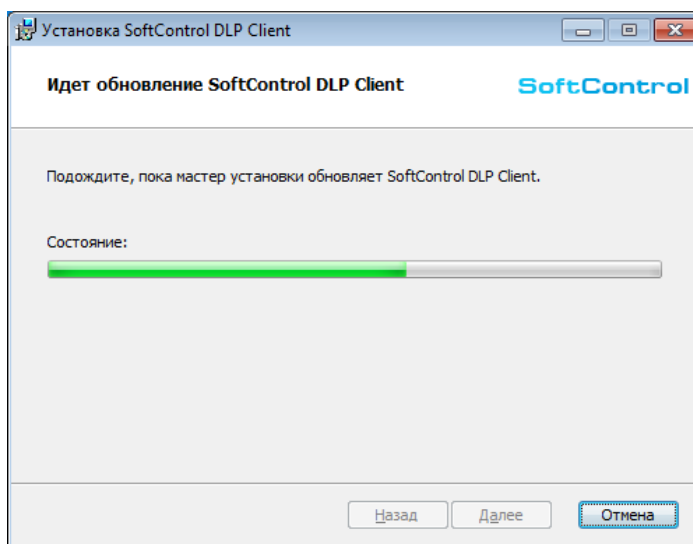 Установка SoftControl DLP Client
Идет обновление SoftControl DLP Client
SoftControl
Подождите, пока мастер установки обновляет SoftControl DLP Client.
Состояние:
Назад
Далее
Отмена